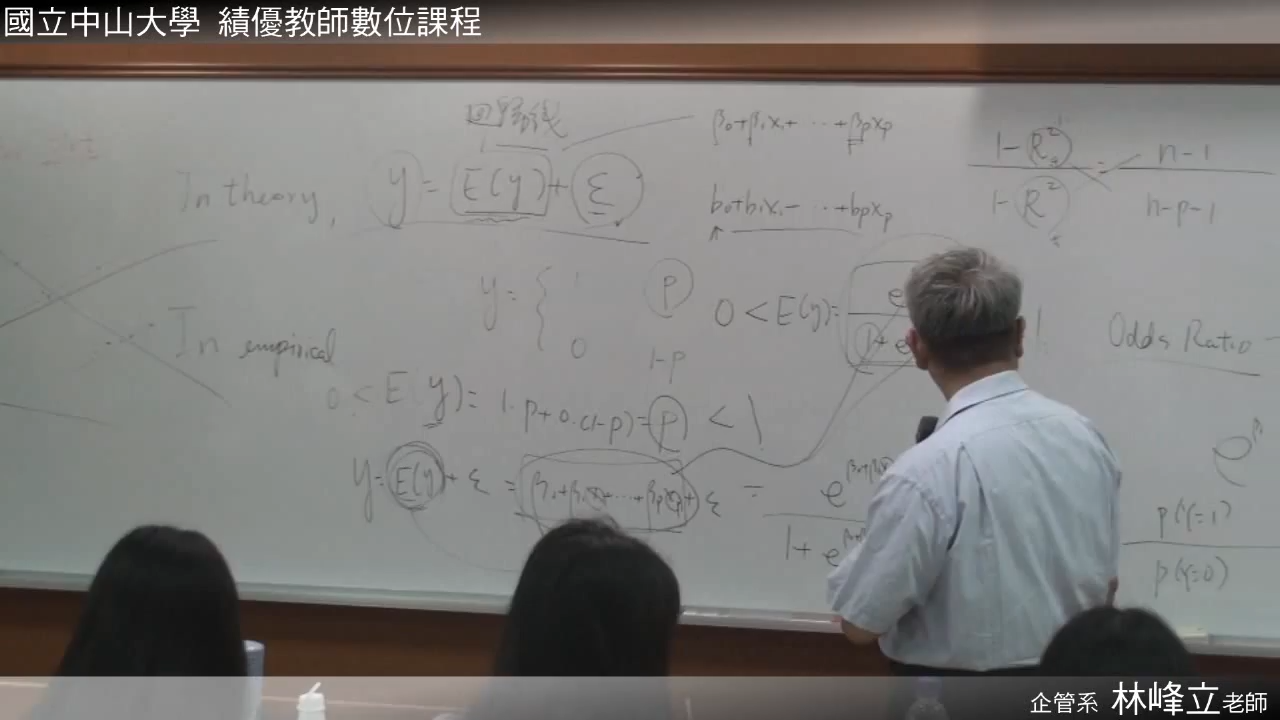 國立中山大學 績優教師數位課程
回歸線
In theory, y = E(y) + ε
β₀+β₁x₁+ ⋯ +βₚxₚ
b₀+b₁x₁- ⋯ +bₚxₚ
1-R²ₐ / 1-R² = n-1 / n-p-1
y = { 1 p
0 1-p
0 < E(y) =
Odds Ratio
In empirical
0 < E(y) = 1·p+0·(1-p) = p < 1
y = E(y) + ε = β₀+β₁x₁+⋯+βₚxₚ + ε
p(y=1)
p(y=0)
企管系 林峰立老師